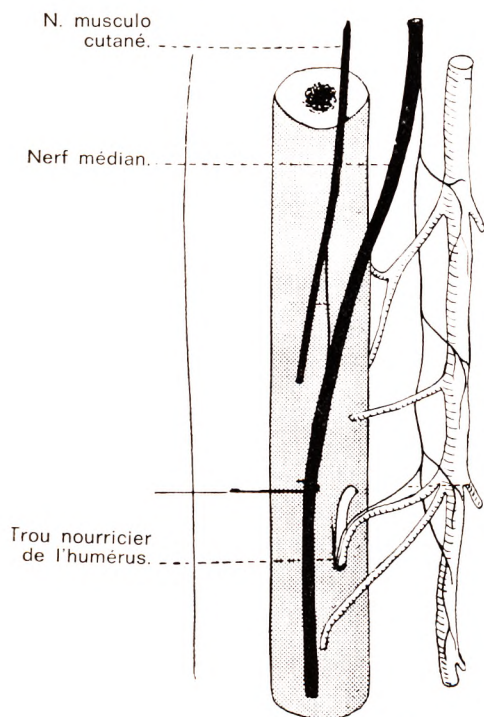 N. musculo
cutané.
Nerf médian.
Trou nourricier
de l'humérus.